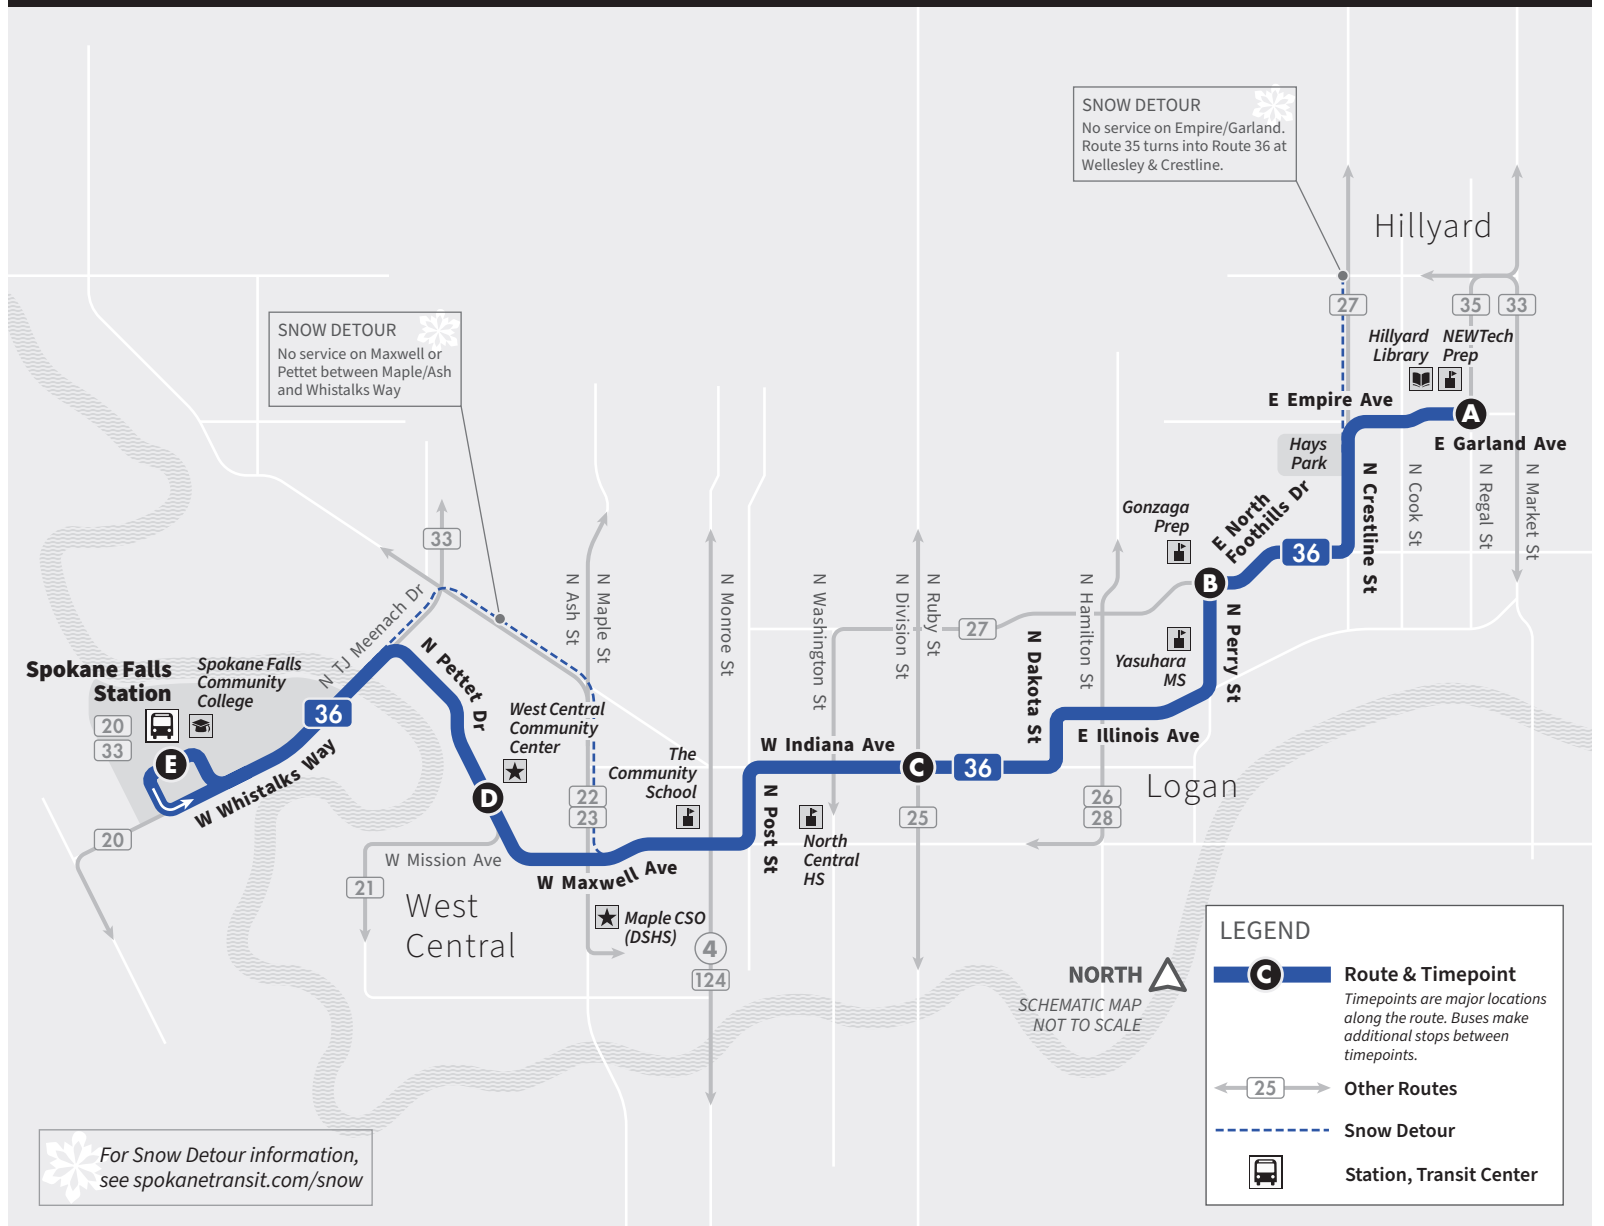 SNOW DETOUR
No service on Empire/Garland.
Route 35 turns into Route 36 at
Wellesley & Crestline.
Hillyard
27
35
33
Hillyard
Library
NEWTech
Prep
E Empire Ave
A
E Garland Ave
Hays
Park
N Crestline St
N Cook St
N Regal St
N Market St
SNOW DETOUR
No service on Maxwell or
Pettet between Maple/Ash
and Whistalks Way
33
Gonzaga
Prep
E North
Foothills Dr
36
B
N Perry St
N TJ Meenach Dr
N Pettet Dr
N Ash St
N Maple St
N Monroe St
N Washington St
N Division St
N Ruby St
27
N Dakota St
N Hamilton St
Yasuhara
MS
E Illinois Ave
Logan
Spokane Falls
Station
20
33
Spokane Falls
Community
College
36
E
W Whistalks Way
20
West Central
Community
Center
D
22
23
The
Community
School
W Indiana Ave
C
36
N Post St
25
26
28
North
Central
HS
W Mission Ave
21
W Maxwell Ave
West
Central
Maple CSO
(DSHS)
4
124
NORTH
SCHEMATIC MAP
NOT TO SCALE
LEGEND
C
Route & Timepoint
Timepoints are major locations
along the route. Buses make
additional stops between
timepoints.
25
Other Routes
Snow Detour
Station, Transit Center
For Snow Detour information,
see spokanetransit.com/snow